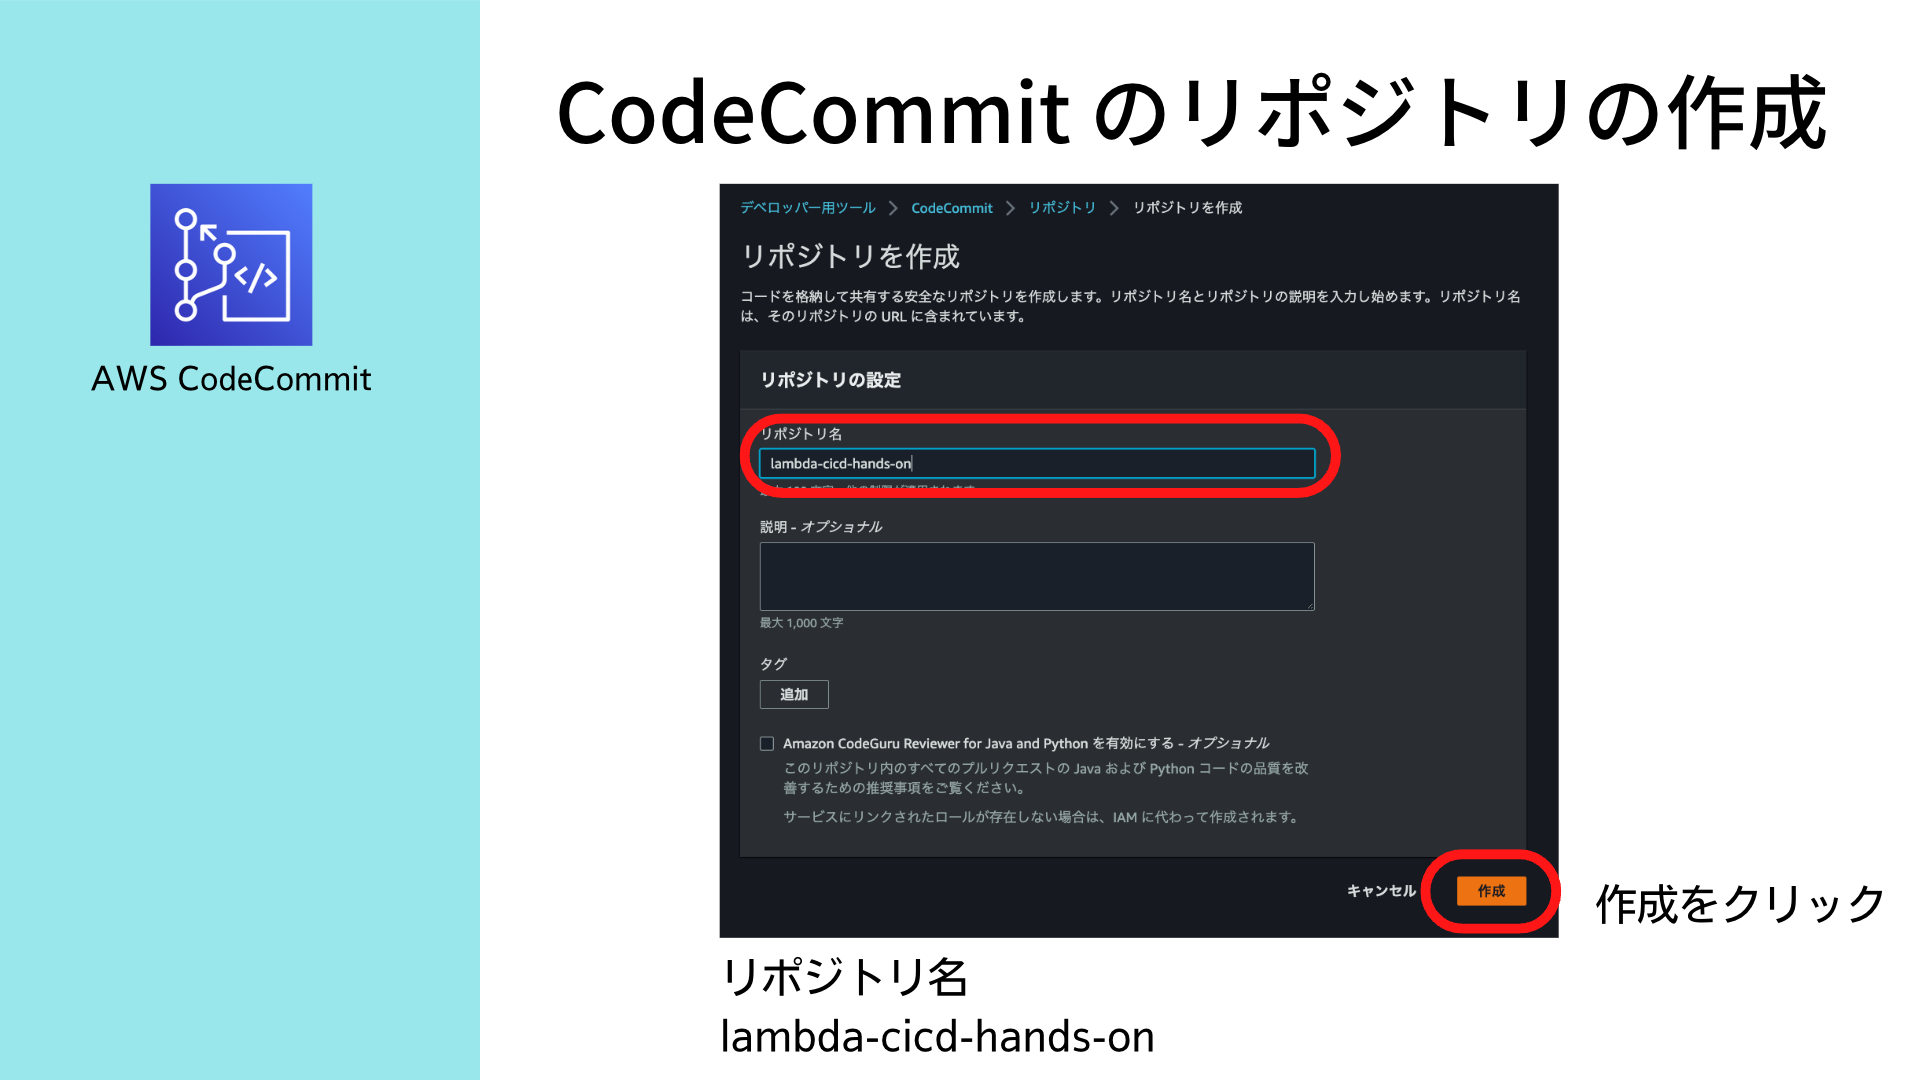 CodeCommit のリポジトリの作成
AWS CodeCommit
デベロッパー用ツール > CodeCommit > リポジトリ > リポジトリを作成
リポジトリを作成
コードを格納して共有する安全なリポジトリを作成します。リポジトリ名とリポジトリの説明を入力し始めます。リポジトリ名
は、そのリポジトリの URL に含まれています。
リポジトリの設定
リポジトリ名
lambda-cicd-hands-on
説明 - オプショナル
最大 1,000 文字
タグ
追加
Amazon CodeGuru Reviewer for Java and Python を有効にする - オプショナル
このリポジトリ内のすべてのプルリクエストの Java および Python コードの品質を改
善するための推奨事項をご覧ください。
サービスにリンクされたロールが存在しない場合は、IAM に代わって作成されます。
キャンセル
作成
作成をクリック
リポジトリ名
lambda-cicd-hands-on